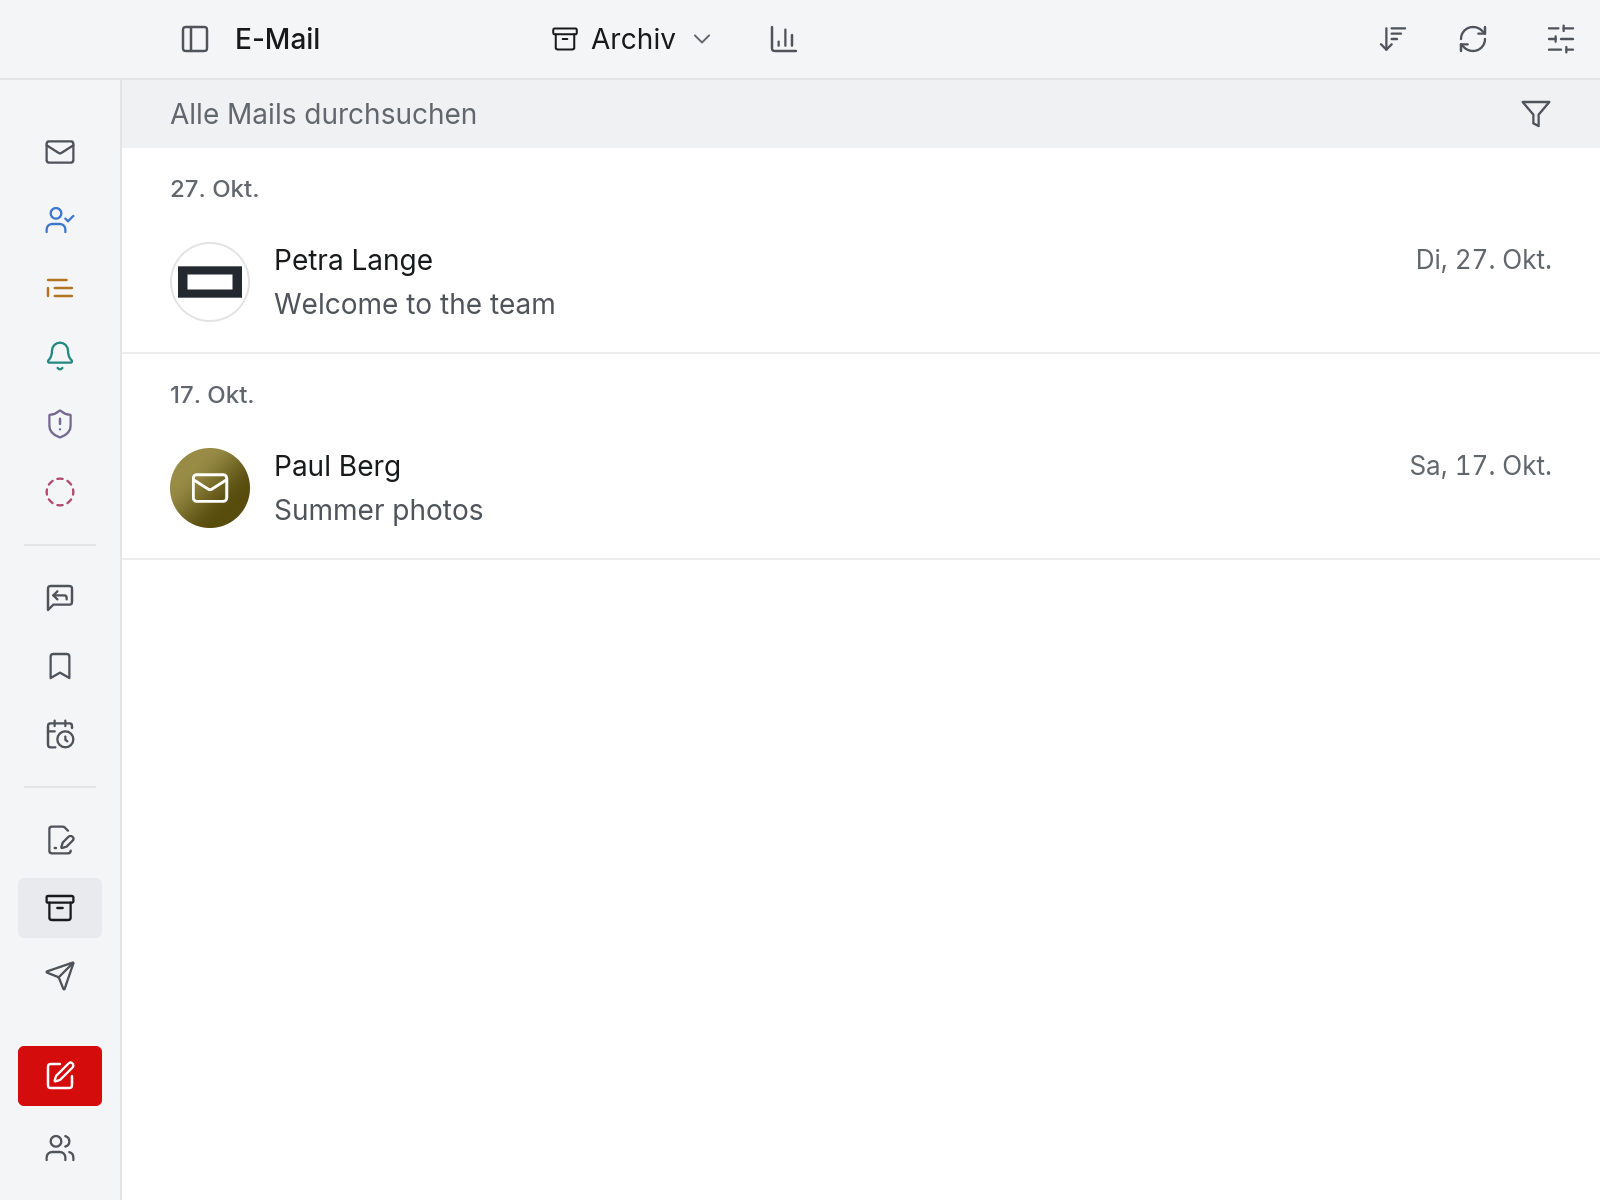 E-Mail
Archiv
Alle Mails durchsuchen
27. Okt.
Petra Lange
Di, 27. Okt.
Welcome to the team
17. Okt.
Paul Berg
Sa, 17. Okt.
Summer photos